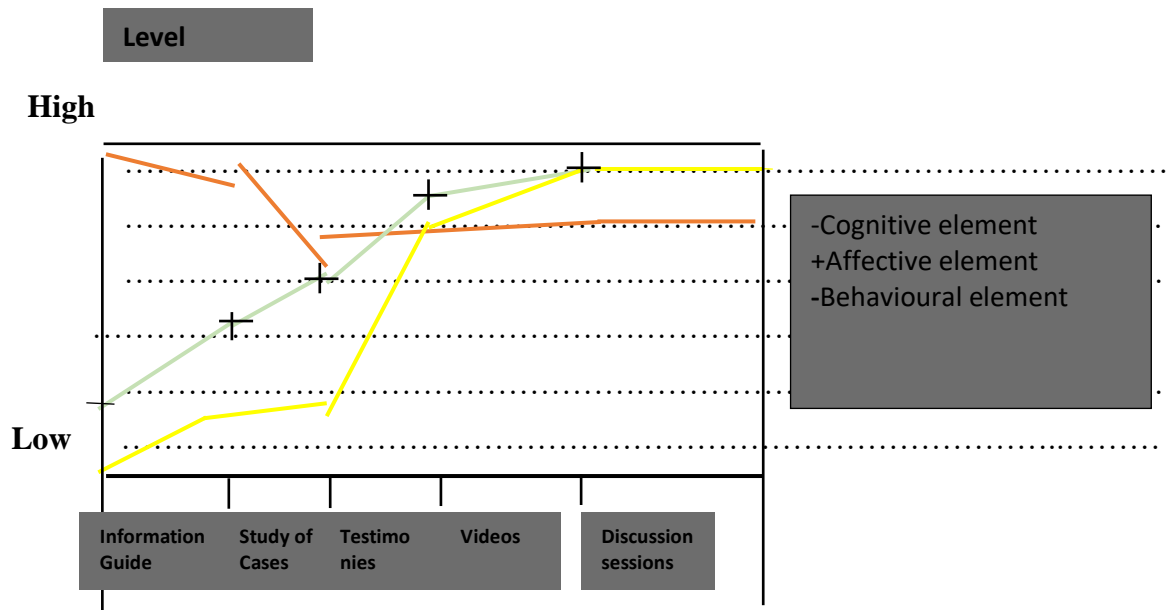 Level
High
-Cognitive element
+Affective element
-Behavioural element
Low
Information
Guide
Study of
Cases
Testimo
nies
Videos
Discussion
sessions